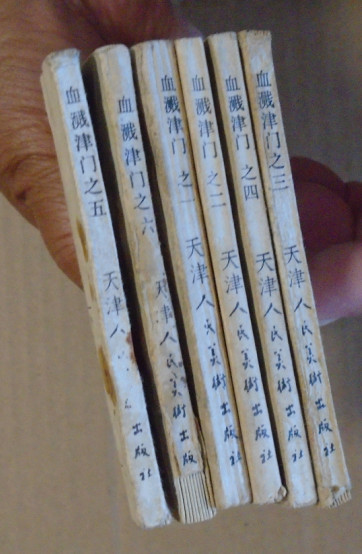 血溅津门之五 天津人 出版社
血溅津门之六 天津人民美術出版
血溅津门之一 天津人民美術出版社
血溅津门之二 天津人民美術出版社
血溅津门之四 天津人民美術出版社
血溅津门之三 天津人民美術出版社